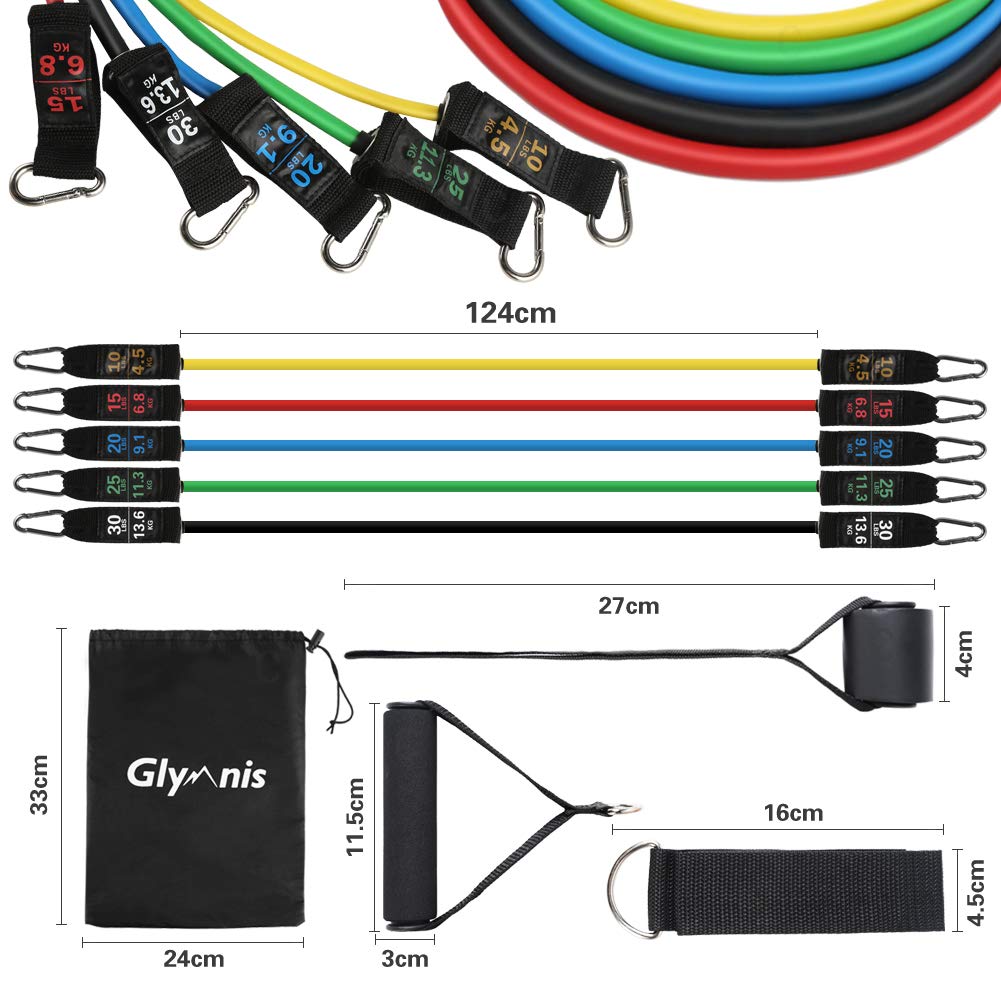 15 LBS
6.8 KG
30 LBS
13.6 KG
20 LBS
9.1 KG
25 LBS
11.3 KG
10 LBS
4.5 KG
124cm
10 LBS
4.5 KG
10 LBS
4.5 KG
15 LBS
6.8 KG
15 LBS
6.8 KG
20 LBS
9.1 KG
20 LBS
9.1 KG
25 LBS
11.3 KG
25 LBS
11.3 KG
30 LBS
13.6 KG
30 LBS
13.6 KG
27cm
4cm
33cm
Glymnis
24cm
11.5cm
3cm
16cm
4.5cm